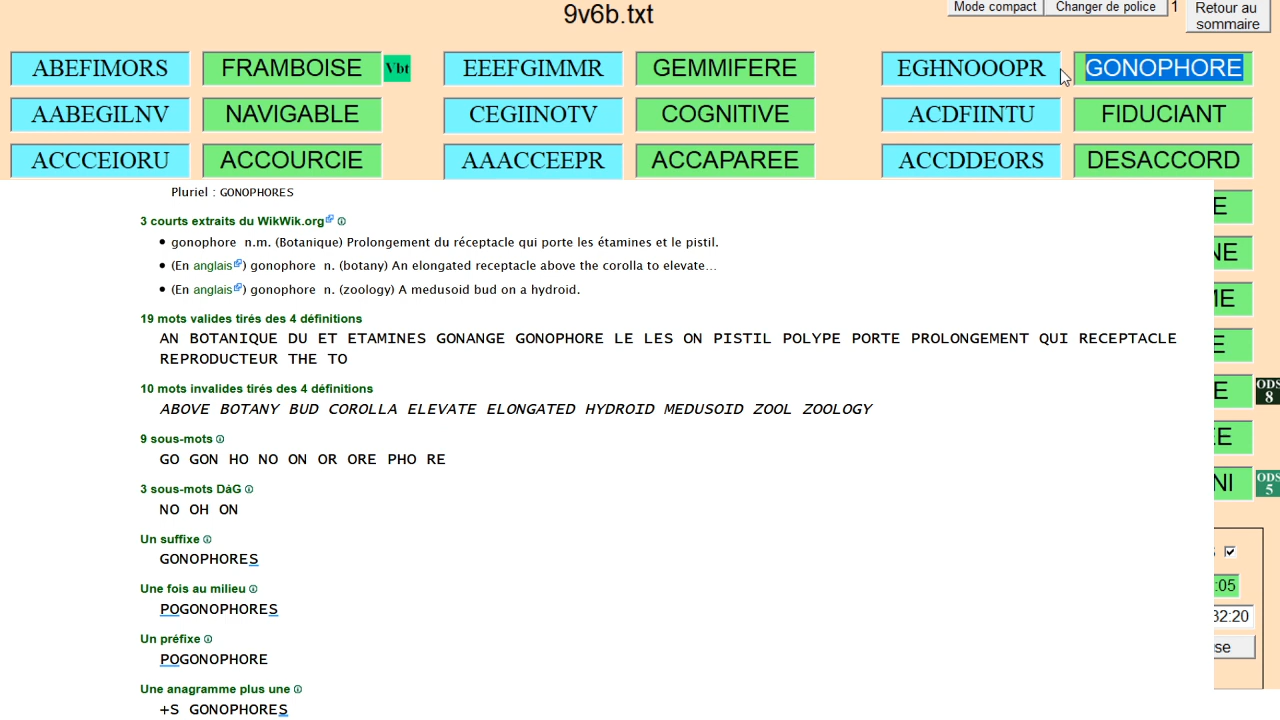 9v6b.txt
Mode compact Changer de police 1 Retour au
sommaire
ABEFIMORS FRAMBOISE Vbt EEEFGIMMR GEMMIFERE EGHNOOOPR GONOPHORE
AABEGILNV NAVIGABLE CEGIINOTV COGNITIVE ACDFIINTU FIDUCIANT
ACCCEIORU ACCOURCIE AAACCEEPR ACCAPAREE ACCDDEORS DESACCORD
Pluriel : GONOPHORES
E
3 courts extraits du WikWik.org
• gonophore n.m. (Botanique) Prolongement du réceptacle qui porte les étamines et le pistil.
NE
• (En anglais) gonophore n. (botany) An elongated receptacle above the corolla to elevate…
• (En anglais) gonophore n. (zoology) A medusoid bud on a hydroid.
ME
19 mots valides tirés des 4 définitions
AN BOTANIQUE DU ET ETAMINES GONANGE GONOPHORE LE LES ON PISTIL POLYPE PORTE PROLONGEMENT QUI RECEPTACLE
REPRODUCTEUR THE TO
E
10 mots invalides tirés des 4 définitions
E ODS
8
ABOVE BOTANY BUD COROLLA ELEVATE ELONGATED HYDROID MEDUSOID ZOOL ZOOLOGY
9 sous-mots
EE
GO GON HO NO ON OR ORE PHO RE
3 sous-mots DàG
NI ODS
5
NO OH ON
Un suffixe
GONOPHORES
Une fois au milieu
:05
POGONOPHORES
32:20
Un préfixe
se
POGONOPHORE
Une anagramme plus une
+S GONOPHORES